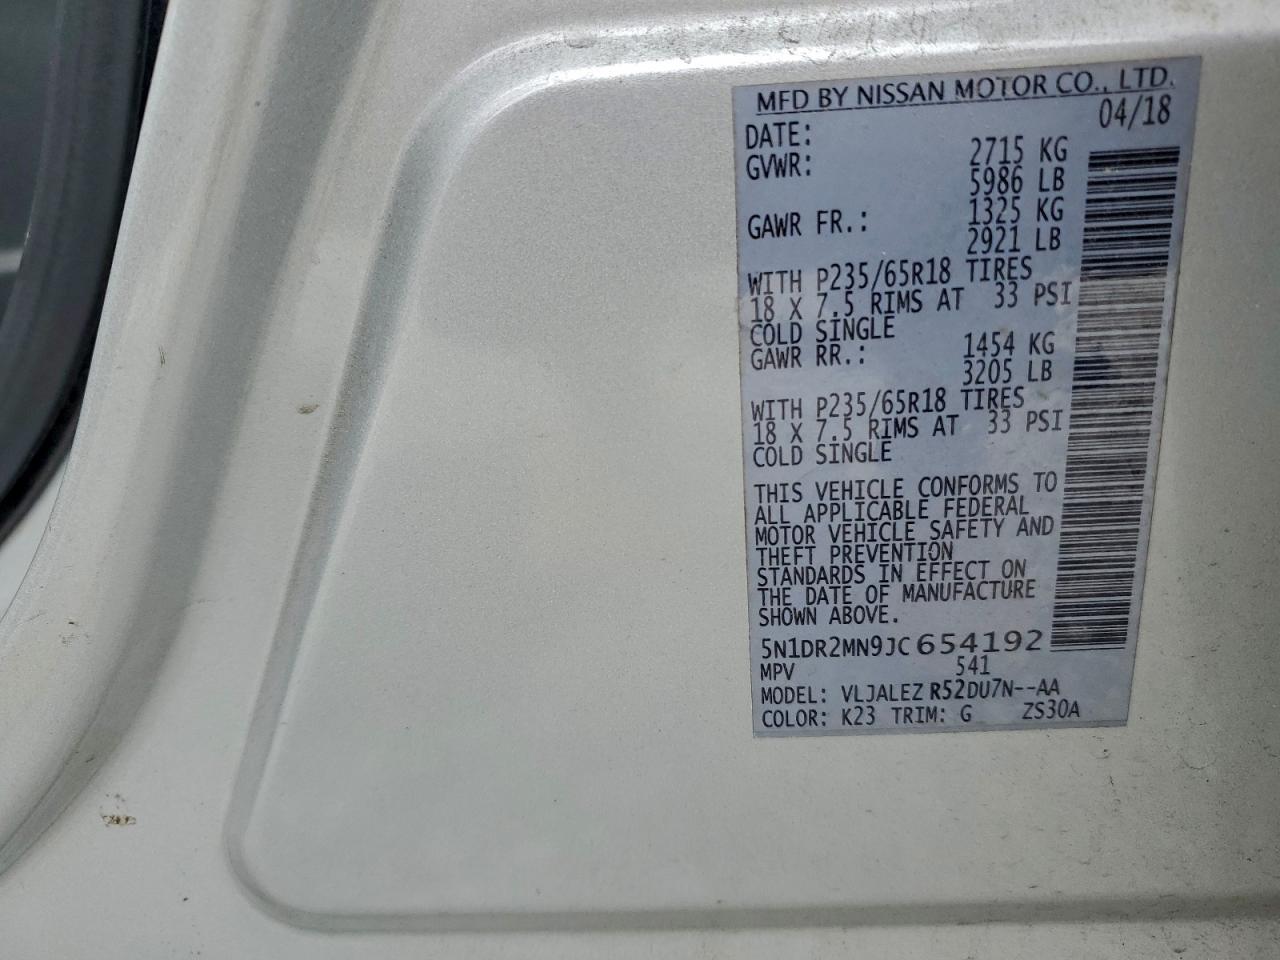 MFD BY NISSAN MOTOR CO., LTD.
DATE: 04/18
GVWR: 2715 KG
5986 LB
GAWR FR.: 1325 KG
2921 LB
WITH P235/65R18 TIRES
18 X 7.5 RIMS AT 33 PSI
COLD SINGLE
GAWR RR.: 1454 KG
3205 LB
WITH P235/65R18 TIRES
18 X 7.5 RIMS AT 33 PSI
COLD SINGLE
THIS VEHICLE CONFORMS TO
ALL APPLICABLE FEDERAL
MOTOR VEHICLE SAFETY AND
THEFT PREVENTION
STANDARDS IN EFFECT ON
THE DATE OF MANUFACTURE
SHOWN ABOVE.
5N1DR2MN9JC654192
MPV 541
MODEL: VLJALEZ R52DU7N--AA
COLOR: K23 TRIM: G ZS30A